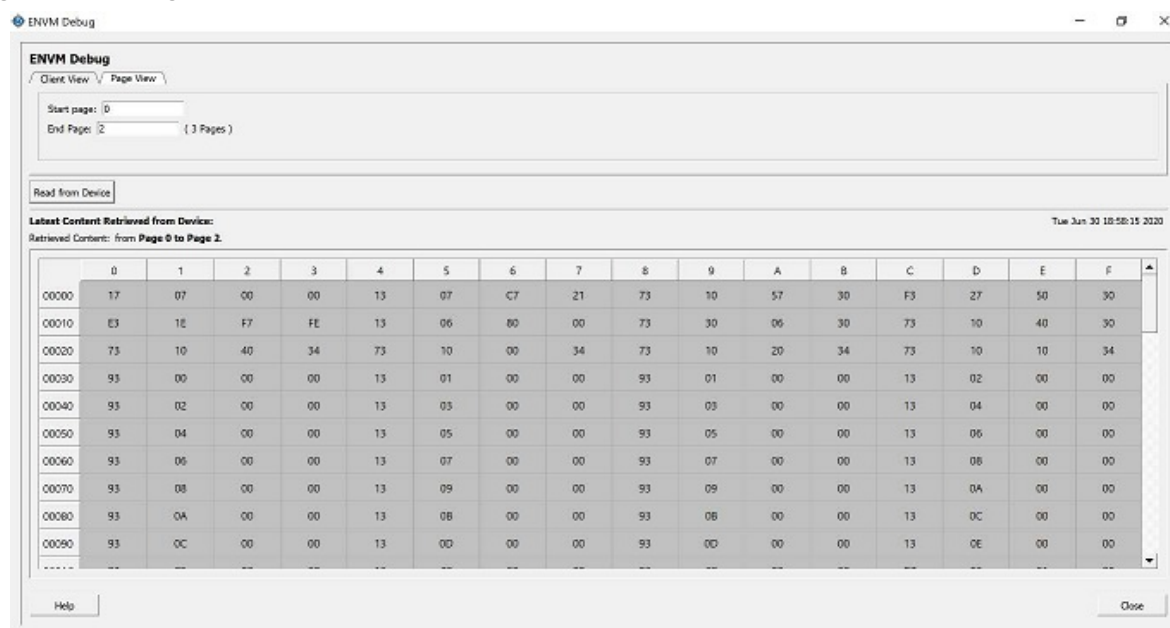 ENVM Debug
ENVM Debug
Client View Page View
Start page: 0
End Page: 2 ( 3 Pages )
Read from Device
Latest Content Retrieved from Device: Tue Jun 30 18:58:15 2020
Retrieved Content: from Page 0 to Page 2.
0 1 2 3 4 5 6 7 8 9 A B C D E F
00000 17 07 00 00 13 07 C7 21 73 10 57 30 F3 27 50 30
00010 E3 1E F7 FE 13 06 80 00 73 30 06 30 73 10 40 30
00020 73 10 40 34 73 10 00 34 73 10 20 34 73 10 10 34
00030 93 00 00 00 13 01 00 00 93 01 00 00 13 02 00 00
00040 93 02 00 00 13 03 00 00 93 03 00 00 13 04 00 00
00050 93 04 00 00 13 05 00 00 93 05 00 00 13 06 00 00
00060 93 06 00 00 13 07 00 00 93 07 00 00 13 08 00 00
00070 93 08 00 00 13 09 00 00 93 09 00 00 13 0A 00 00
00080 93 0A 00 00 13 0B 00 00 93 0B 00 00 13 0C 00 00
00090 93 0C 00 00 13 0D 00 00 93 0D 00 00 13 0E 00 00
Help Close